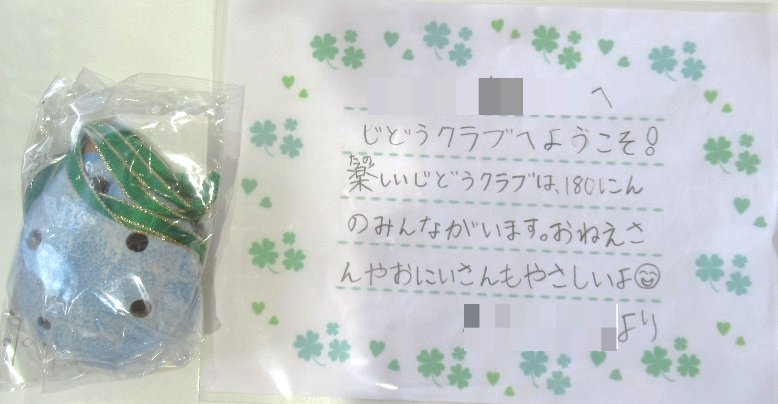 へ
じどうクラブへようこそ!
楽しいじどうクラブは、180にん
のみんながいます。おねえさ
んやおにいさんもやさしいよ
より